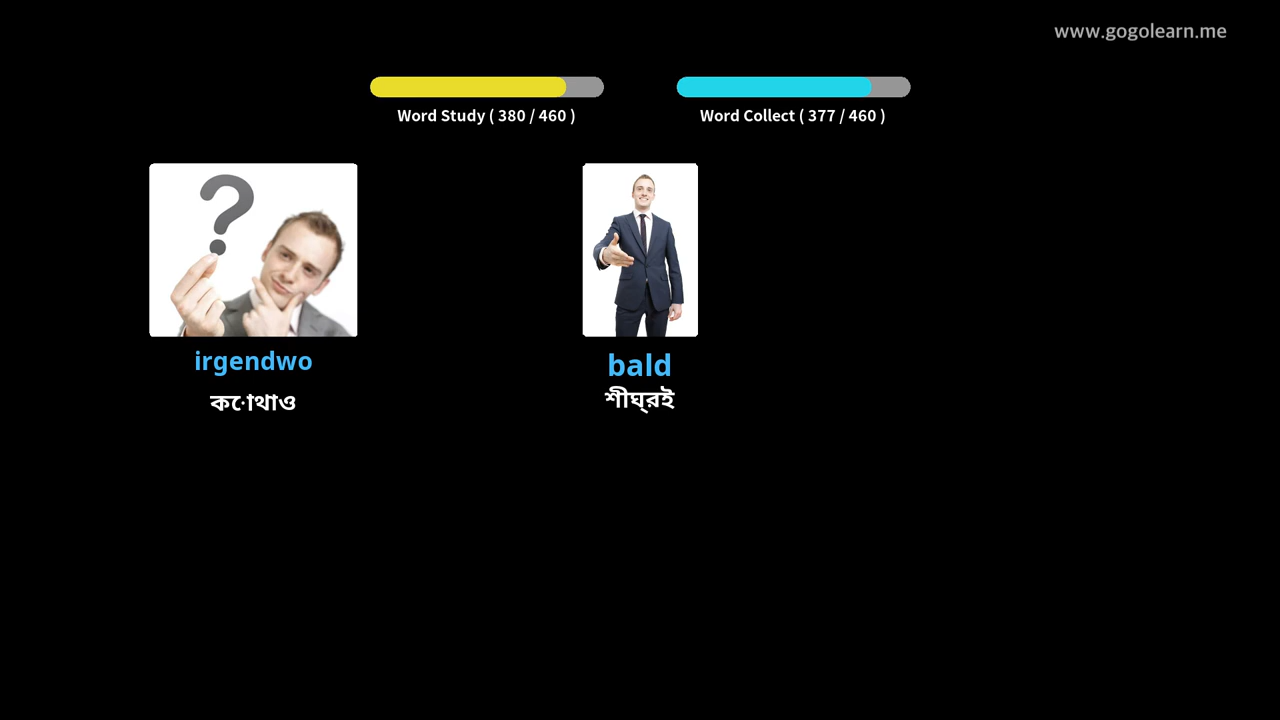 www.gogolearn.me
Word Study ( 380 / 460 )
Word Collect ( 377 / 460 )
irgendwo
কোথাও
bald
শীঘ্রই